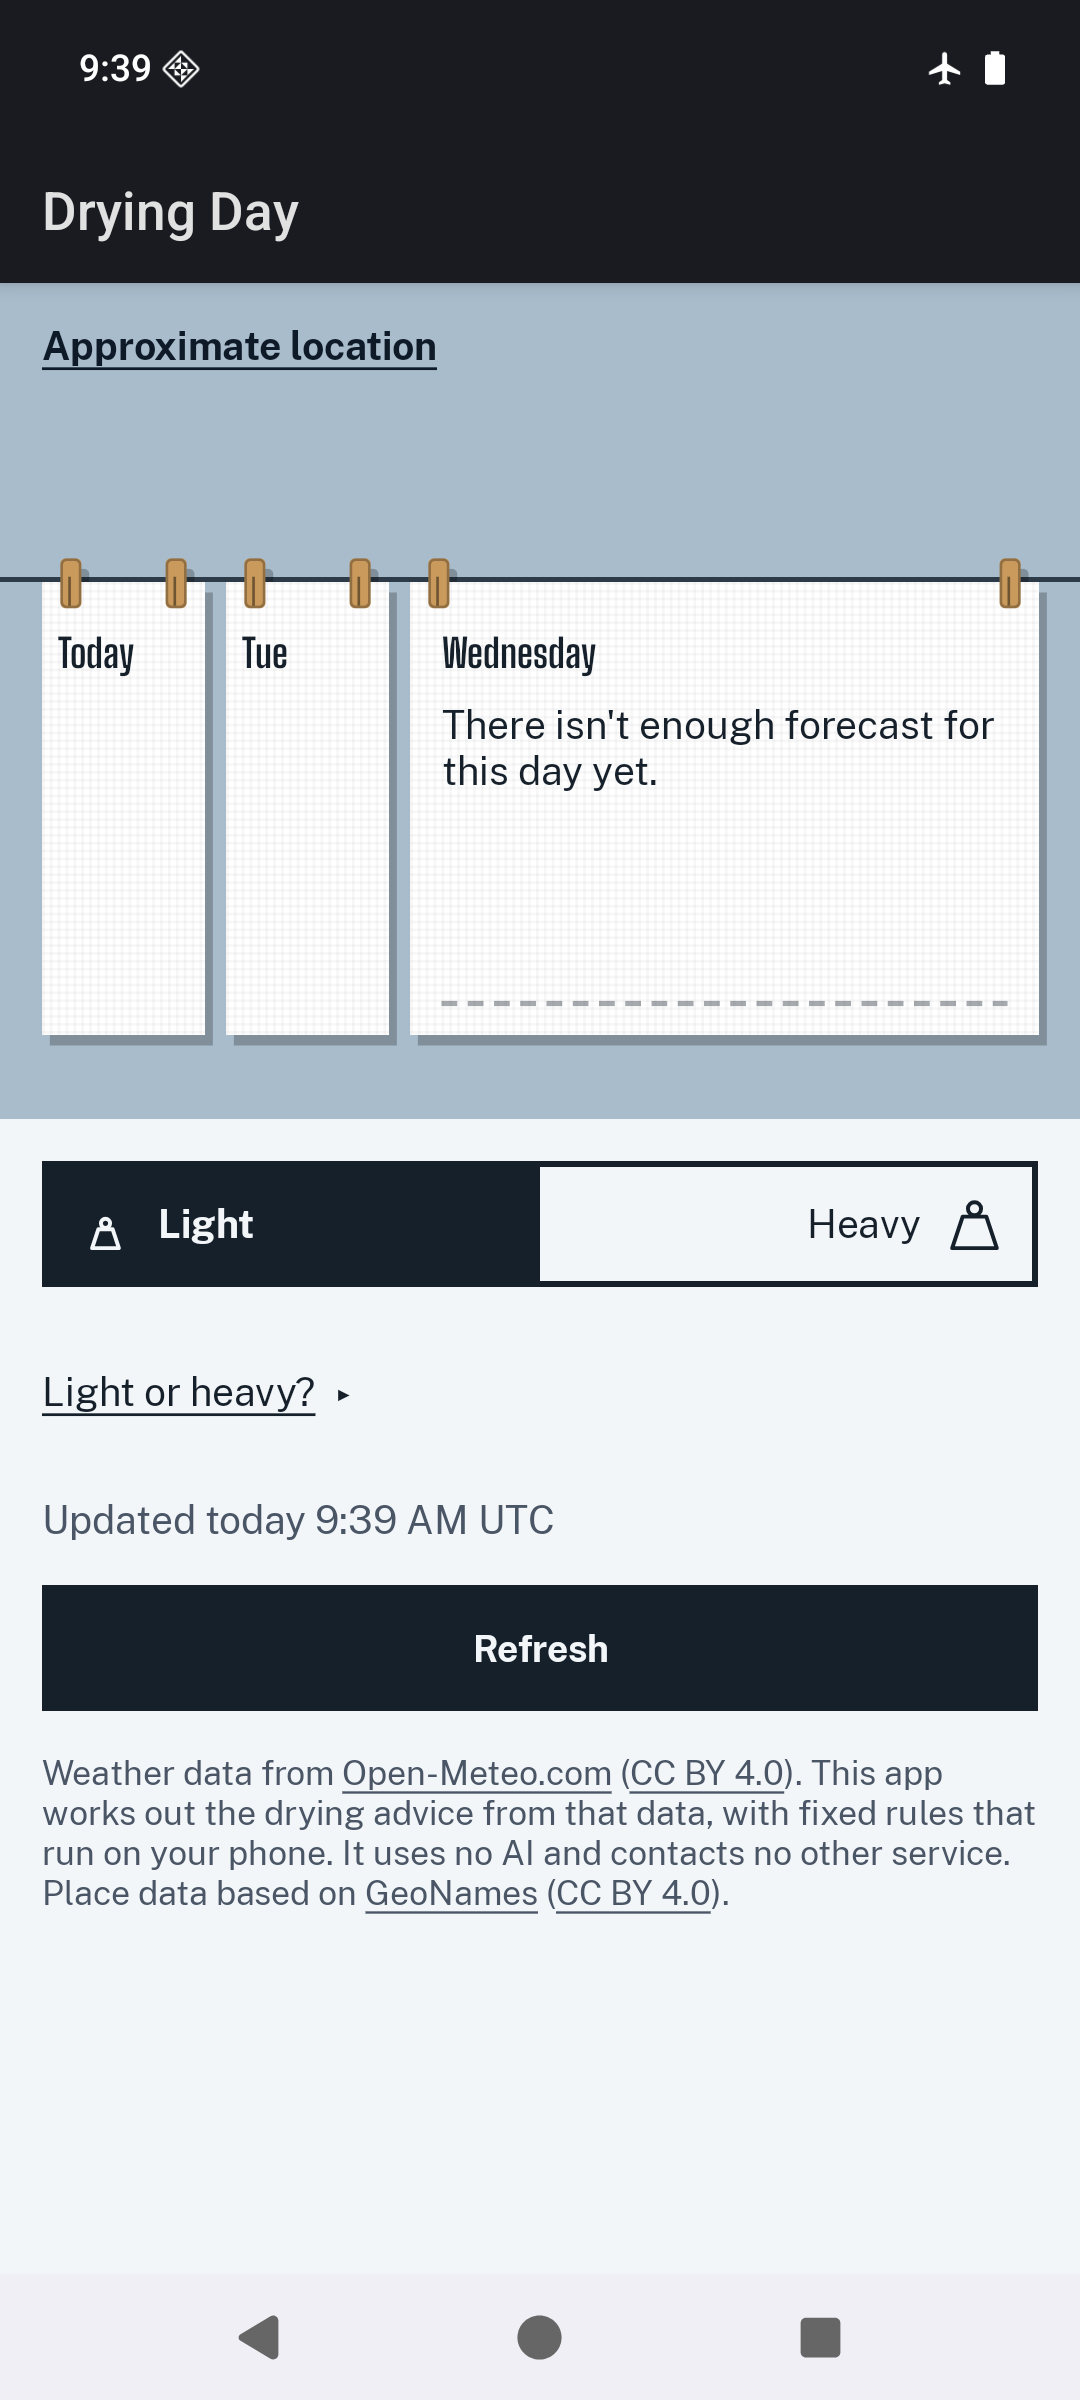 9:39
Drying Day
Approximate location
Today
Tue
Wednesday
There isn't enough forecast for
this day yet.
Light
Heavy
Light or heavy? ▸
Updated today 9:39 AM UTC
Refresh
Weather data from Open-Meteo.com (CC BY 4.0). This app
works out the drying advice from that data, with fixed rules that
run on your phone. It uses no AI and contacts no other service.
Place data based on GeoNames (CC BY 4.0).